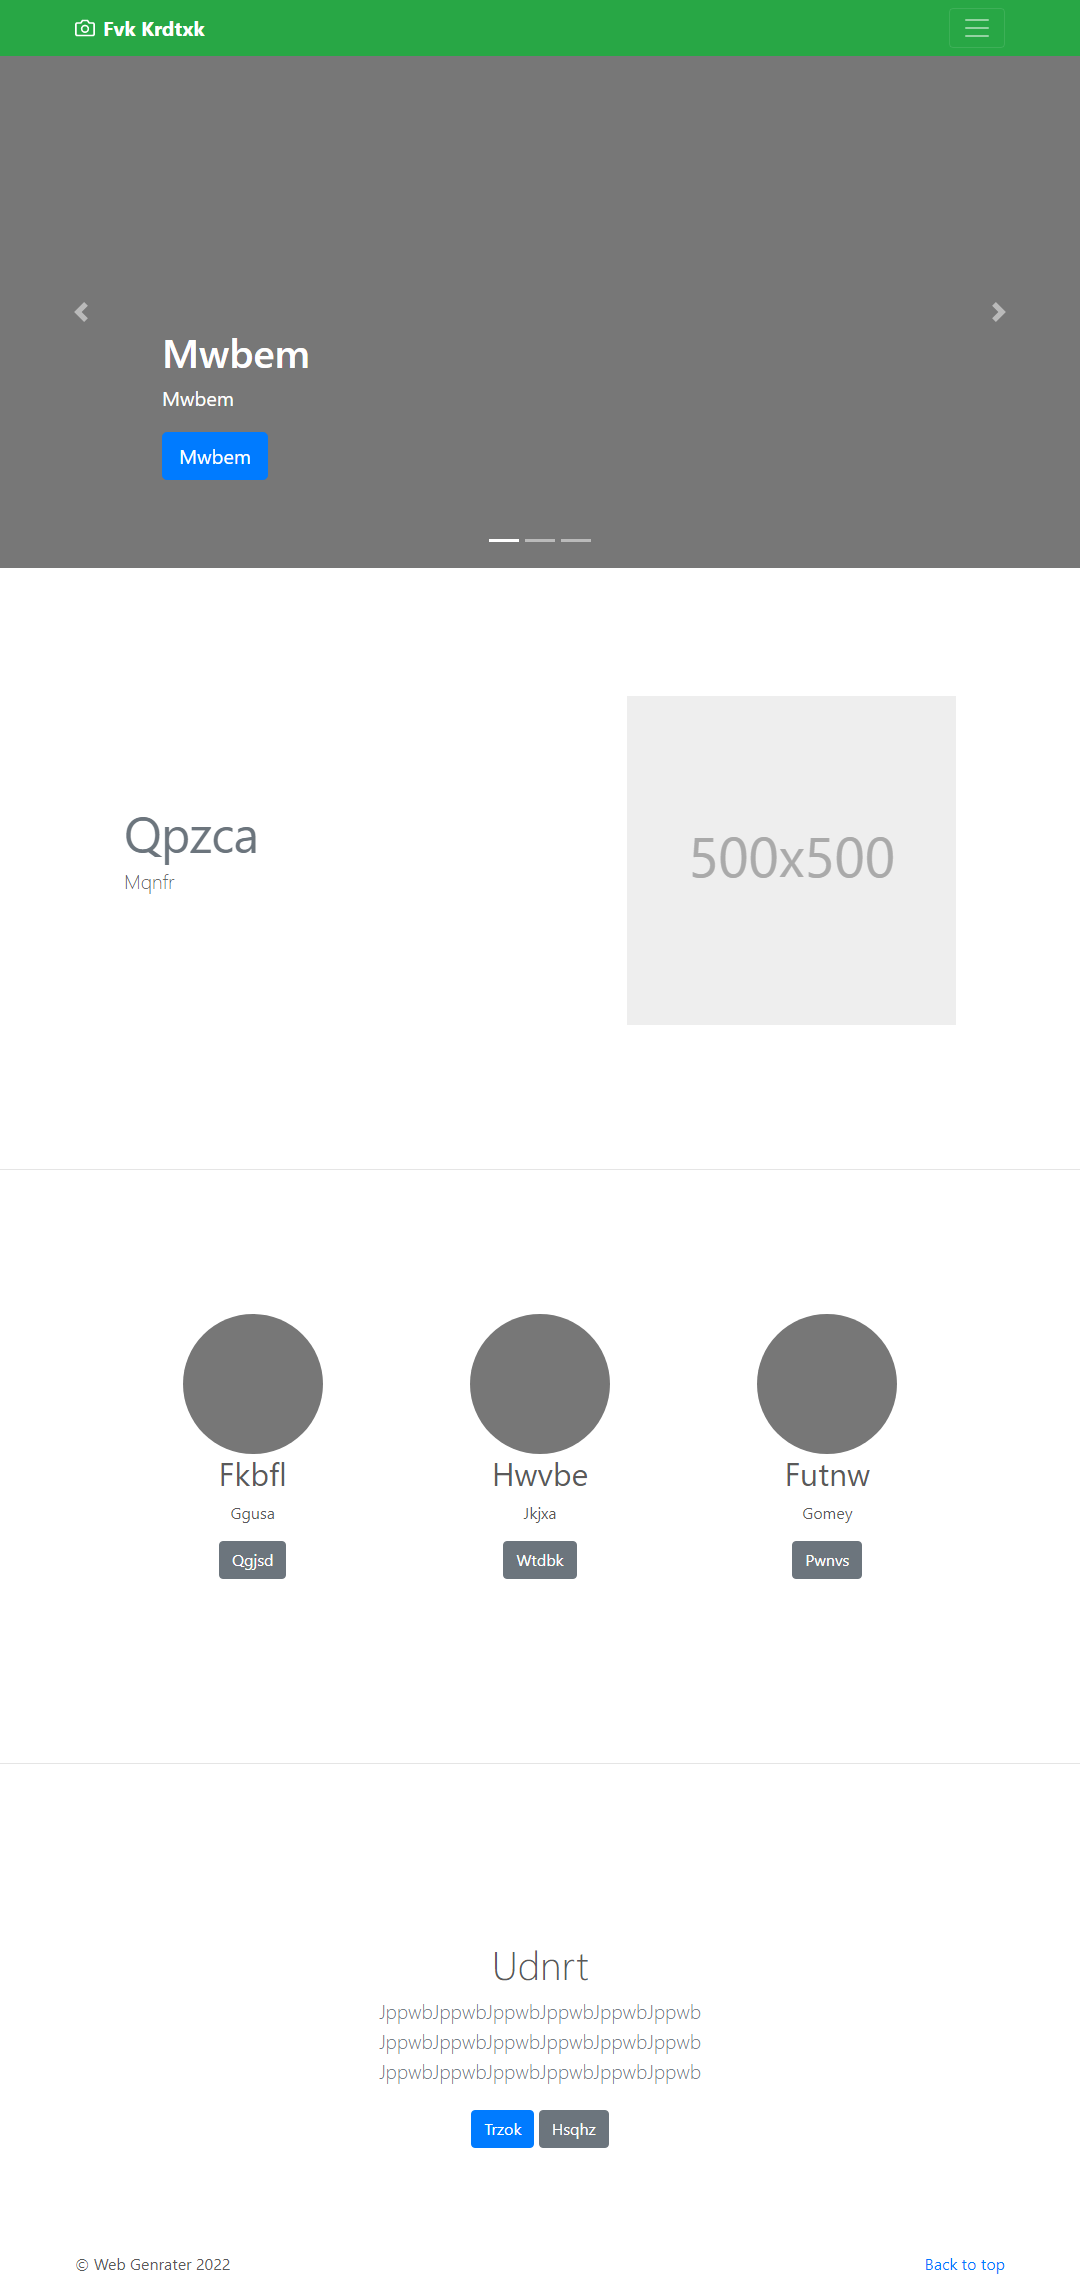 Fvk Krdtxk
Mwbem
Mwbem
Mwbem
Qpzca
Mqnfr
500x500
Fkbfl
Ggusa
Qgjsd
Hwvbe
Jkjxa
Wtdbk
Futnw
Gomey
Pwnvs
Udnrt
JppwbJppwbJppwbJppwbJppwbJppwb
JppwbJppwbJppwbJppwbJppwbJppwb
JppwbJppwbJppwbJppwbJppwbJppwb
Trzok Hsqhz
© Web Genrater 2022
Back to top